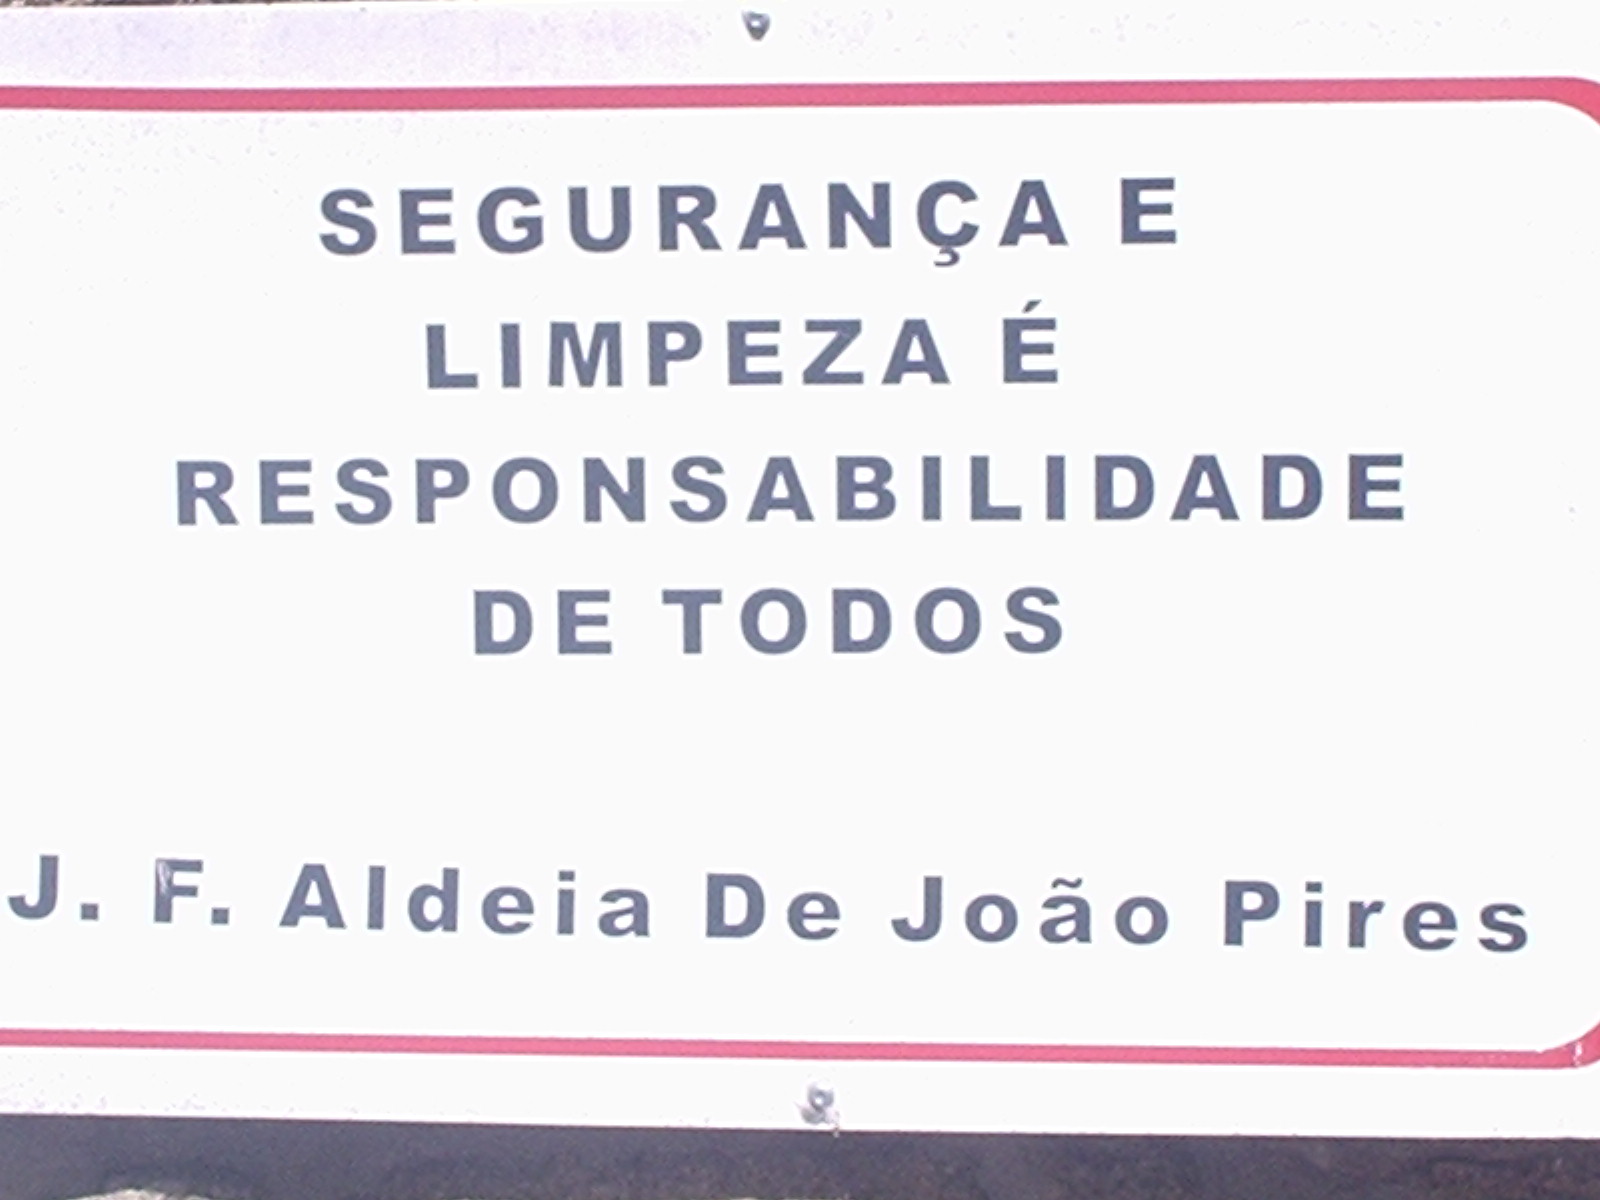 SEGURANÇA E
LIMPEZA É
RESPONSABILIDADE
DE TODOS
J. F. Aldeia De João Pires